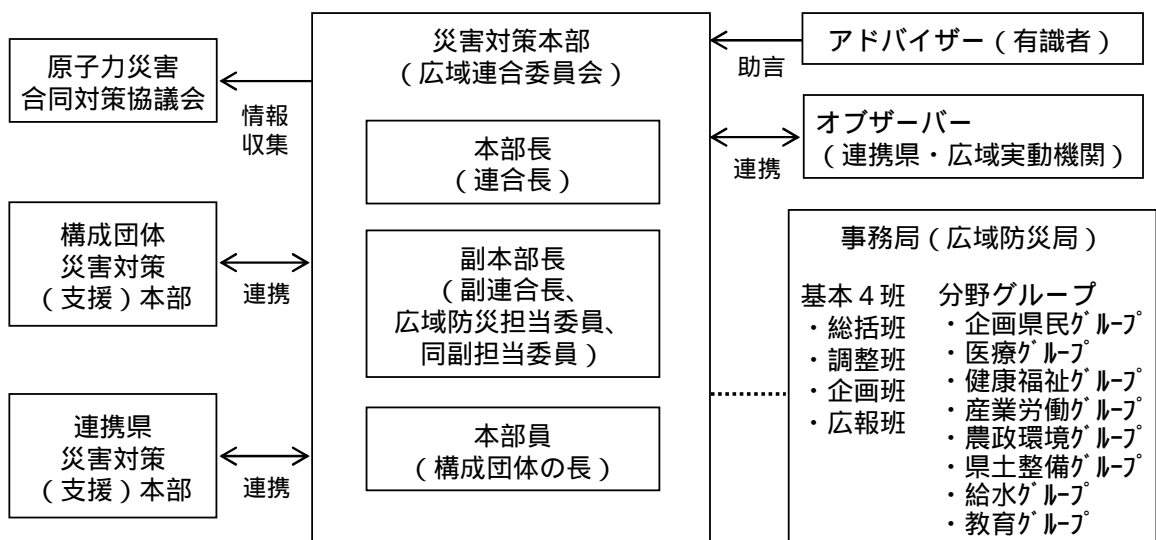 原子力災害
合同対策協議会
情報
収集
構成団体
災害対策
（支援）本部
連携
連携県
災害対策
（支援）本部
連携
災害対策本部
（広域連合委員会）
本部長
（連合長）
副本部長
（副連合長、
広域防災担当委員、
同副担当委員）
本部員
（構成団体の長）
アドバイザー（有識者）
助言
オブザーバー
（連携県・広域実動機関）
連携
事務局（広域防災局）
基本４班
・総括班
・調整班
・企画班
・広報班
分野グループ
・企画県民ｸﾞﾙｰﾌﾟ
・医療ｸﾞﾙｰﾌﾟ
・健康福祉ｸﾞﾙｰﾌﾟ
・産業労働ｸﾞﾙｰﾌﾟ
・農政環境ｸﾞﾙｰﾌﾟ
・県土整備ｸﾞﾙｰﾌﾟ
・給水ｸﾞﾙｰﾌﾟ
・教育ｸﾞﾙｰﾌﾟ